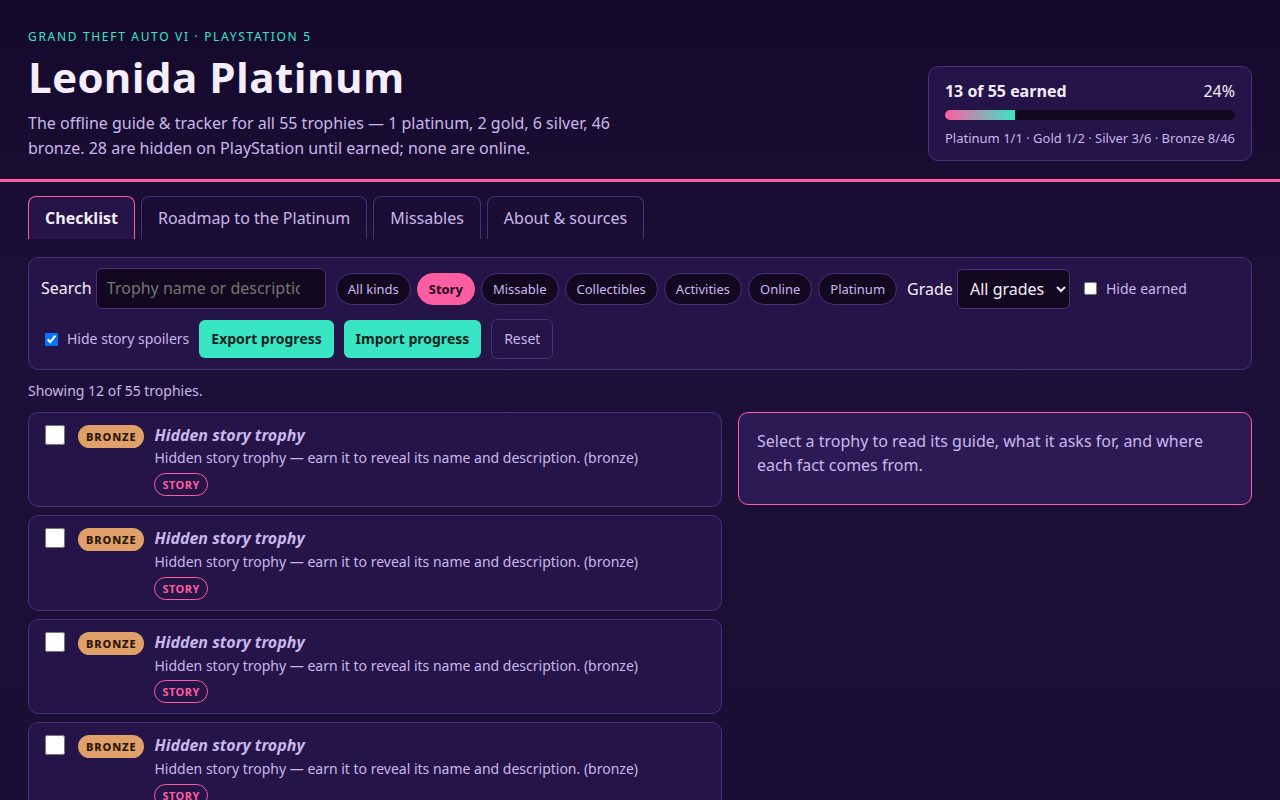 GRAND THEFT AUTO VI · PLAYSTATION 5
Leonida Platinum
The offline guide & tracker for all 55 trophies — 1 platinum, 2 gold, 6 silver, 46
bronze. 28 are hidden on PlayStation until earned; none are online.
13 of 55 earned 24%
Platinum 1/1 · Gold 1/2 · Silver 3/6 · Bronze 8/46
Checklist Roadmap to the Platinum Missables About & sources
Search Trophy name or descriptic All kinds Story Missable Collectibles Activities Online Platinum Grade All grades Hide earned
Hide story spoilers Export progress Import progress Reset
Showing 12 of 55 trophies.
BRONZE Hidden story trophy
Hidden story trophy — earn it to reveal its name and description. (bronze)
STORY
Select a trophy to read its guide, what it asks for, and where
each fact comes from.
BRONZE Hidden story trophy
Hidden story trophy — earn it to reveal its name and description. (bronze)
STORY
BRONZE Hidden story trophy
Hidden story trophy — earn it to reveal its name and description. (bronze)
STORY
BRONZE Hidden story trophy
Hidden story trophy — earn it to reveal its name and description. (bronze)
STORY